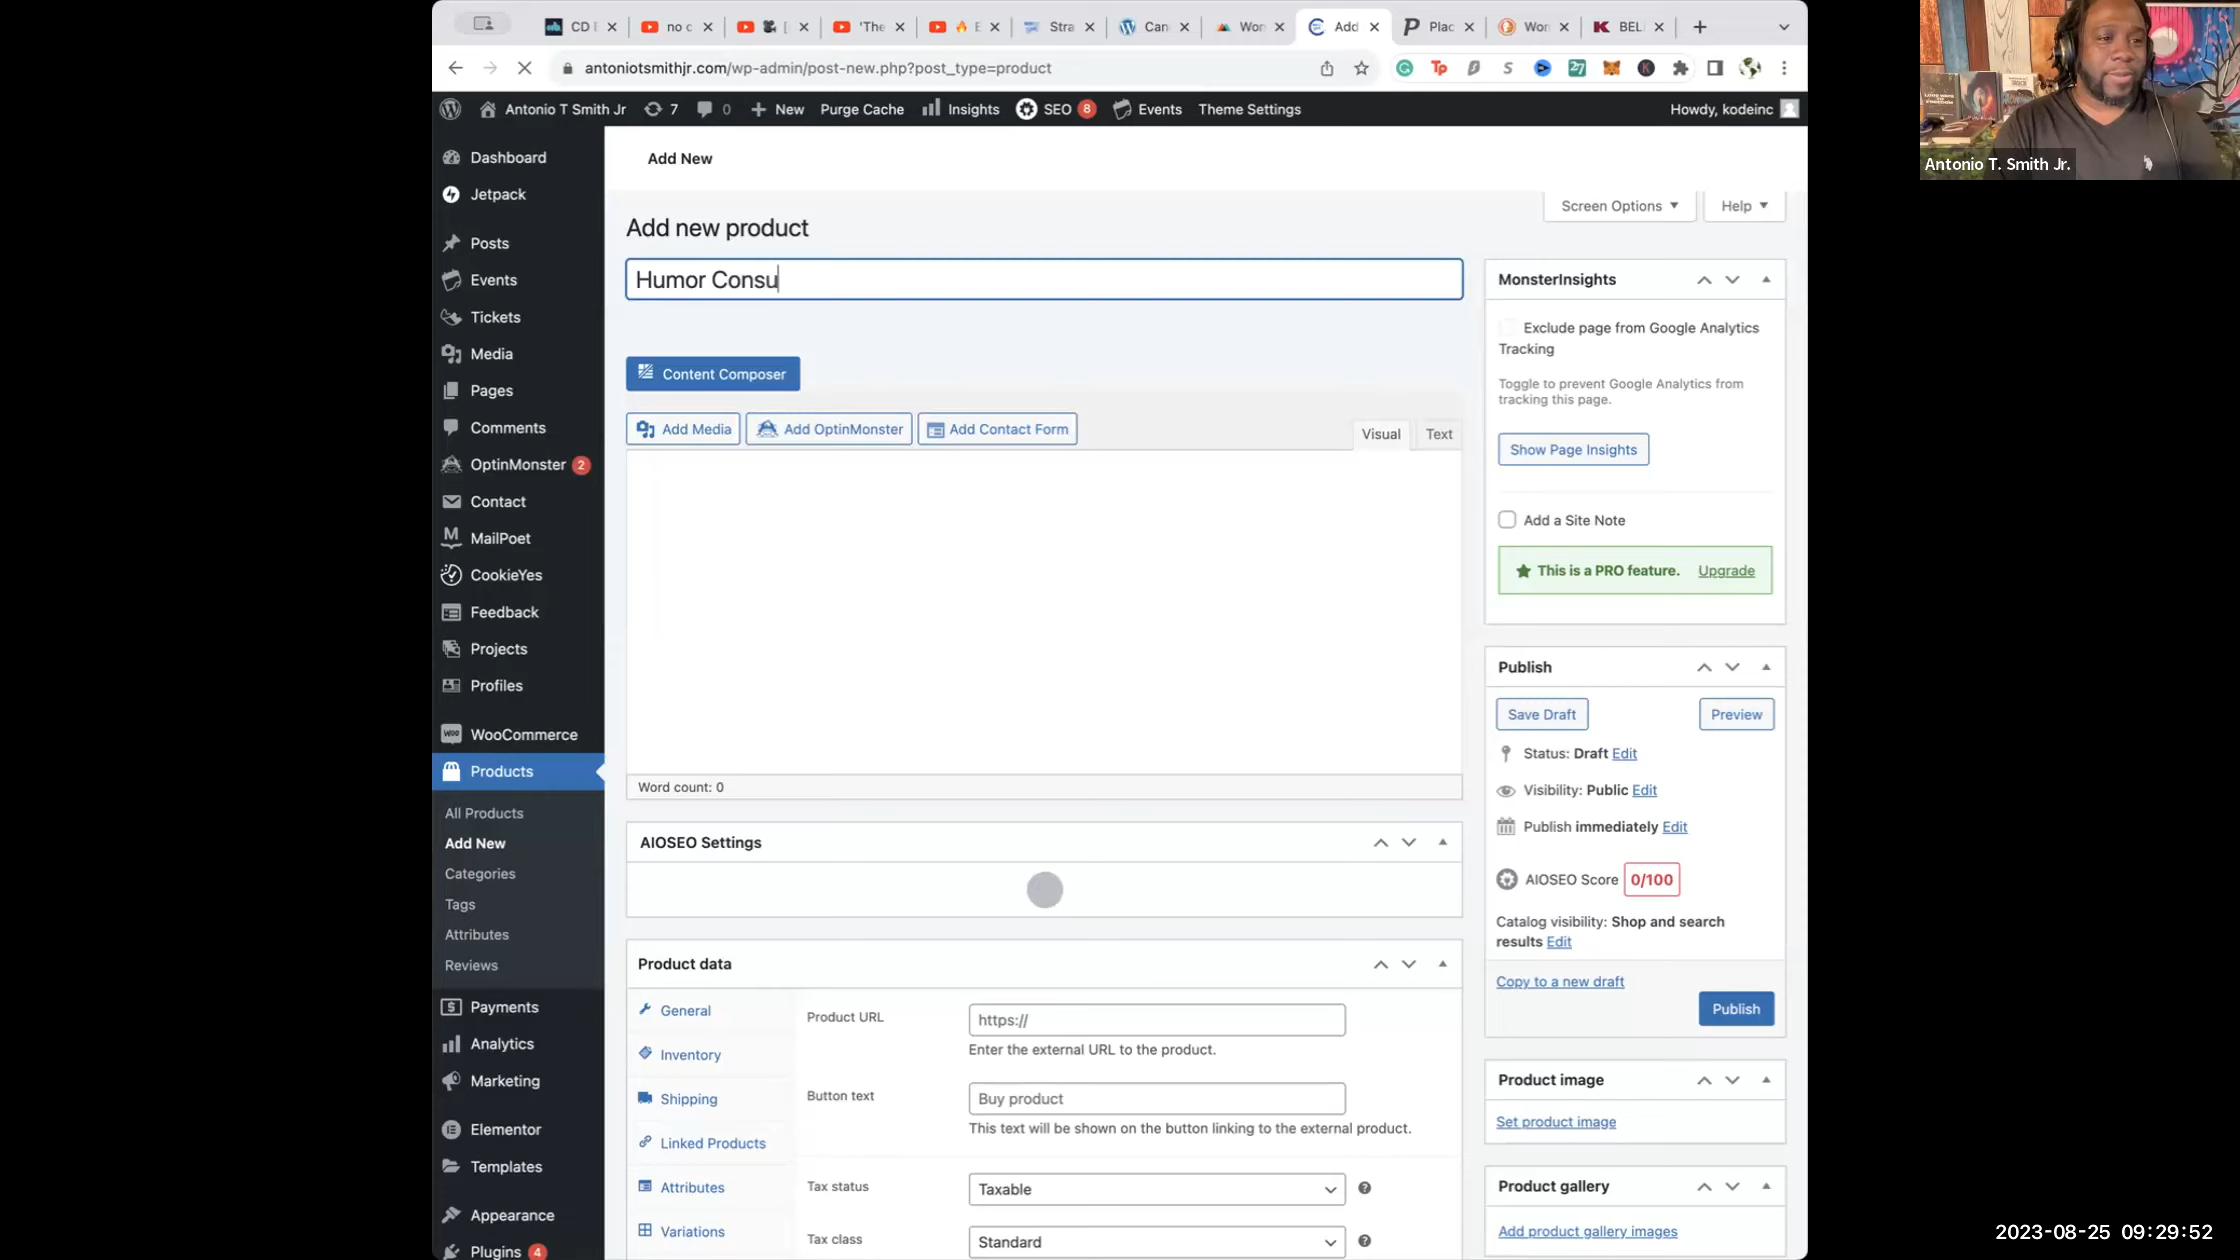 CD E
no c
[
'The
E
Stra
Can
Won
Add
Plac
Won
BEL
antoniotsmithjr.com/wp-admin/post-new.php?post_type=product
Antonio T Smith Jr
7
0
New
Purge Cache
Insights
SEO 8
Events
Theme Settings
Howdy, kodeinc
Antonio T. Smith Jr.
Dashboard
Jetpack
Posts
Events
Tickets
Media
Pages
Comments
OptinMonster 2
Contact
MailPoet
CookieYes
Feedback
Projects
Profiles
WooCommerce
Products
All Products
Add New
Categories
Tags
Attributes
Reviews
Payments
Analytics
Marketing
Elementor
Templates
Appearance
Plugins 4
Add New
Screen Options
Help
Add new product
Humor Consu
Content Composer
Add Media
Add OptinMonster
Add Contact Form
Visual
Text
Word count: 0
AIOSEO Settings
Product data
General
Inventory
Shipping
Linked Products
Attributes
Variations
Product URL
https://
Enter the external URL to the product.
Button text
Buy product
This text will be shown on the button linking to the external product.
Tax status
Taxable
Tax class
Standard
MonsterInsights
Exclude page from Google Analytics
Tracking
Toggle to prevent Google Analytics from
tracking this page.
Show Page Insights
Add a Site Note
This is a PRO feature. Upgrade
Publish
Save Draft
Preview
Status: Draft Edit
Visibility: Public Edit
Publish immediately Edit
AIOSEO Score 0/100
Catalog visibility: Shop and search
results Edit
Copy to a new draft
Publish
Product image
Set product image
Product gallery
Add product gallery images
2023-08-25 09:29:52